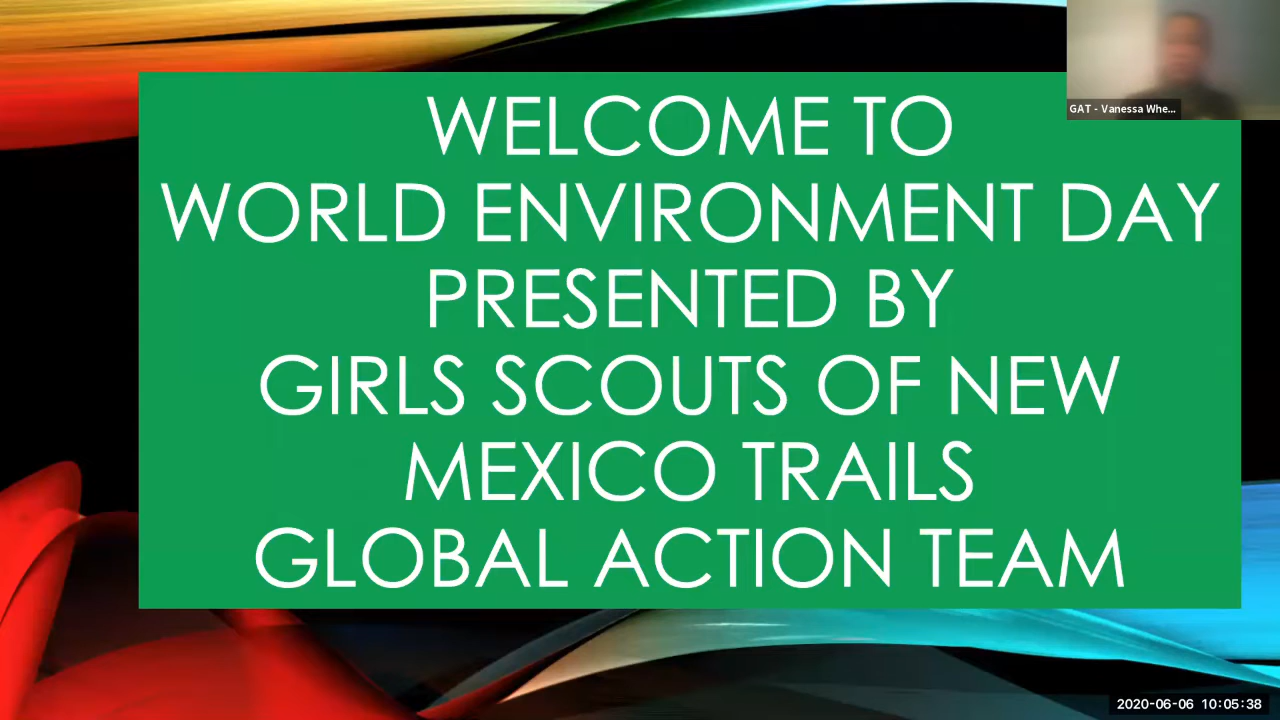 GAT - Vanessa Whe...
WELCOME TO
WORLD ENVIRONMENT DAY
PRESENTED BY
GIRLS SCOUTS OF NEW
MEXICO TRAILS
GLOBAL ACTION TEAM
2020-06-06 10:05:38